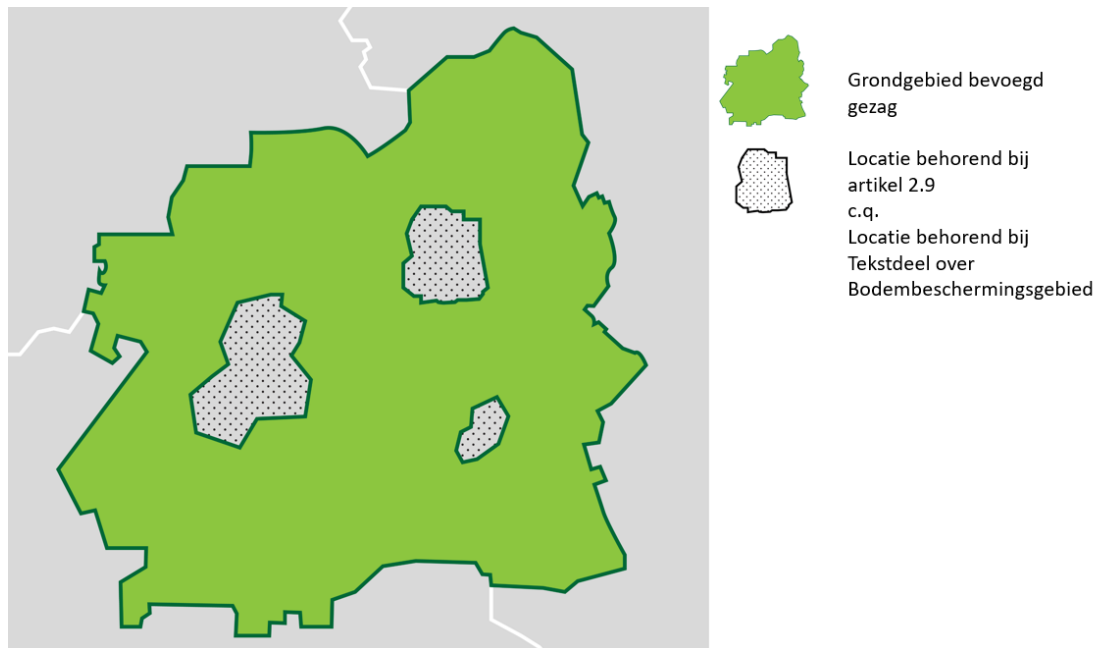 Grondgebied bevoegd
gezag
Locatie behorend bij
artikel 2.9
c.q.
Locatie behorend bij
Tekstdeel over
Bodembeschermingsgebied